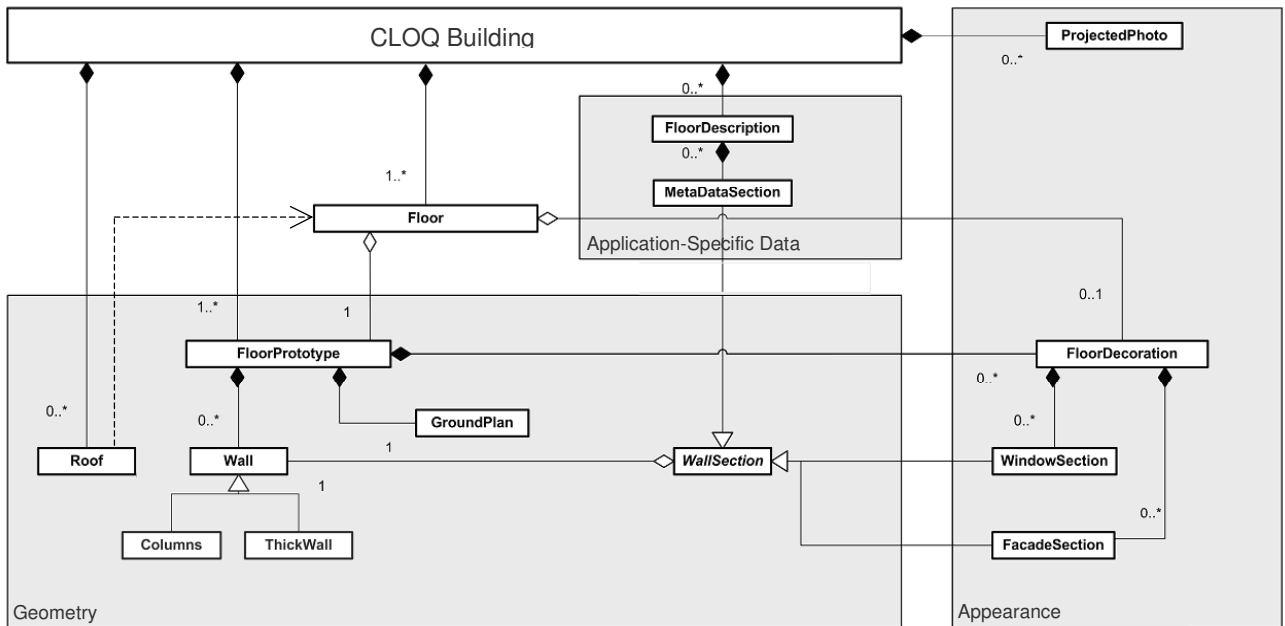 CLOQ Building
ProjectedPhoto
0..*
0..*
FloorDescription
0..*
MetaDataSection
Application-Specific Data
1..*
Floor
0..1
1..*
1
FloorPrototype
FloorDecoration
0..*
0..*
0..*
0..*
GroundPlan
1
Roof
Wall
WallSection
WindowSection
1
0..*
Columns
ThickWall
FacadeSection
Geometry
Appearance